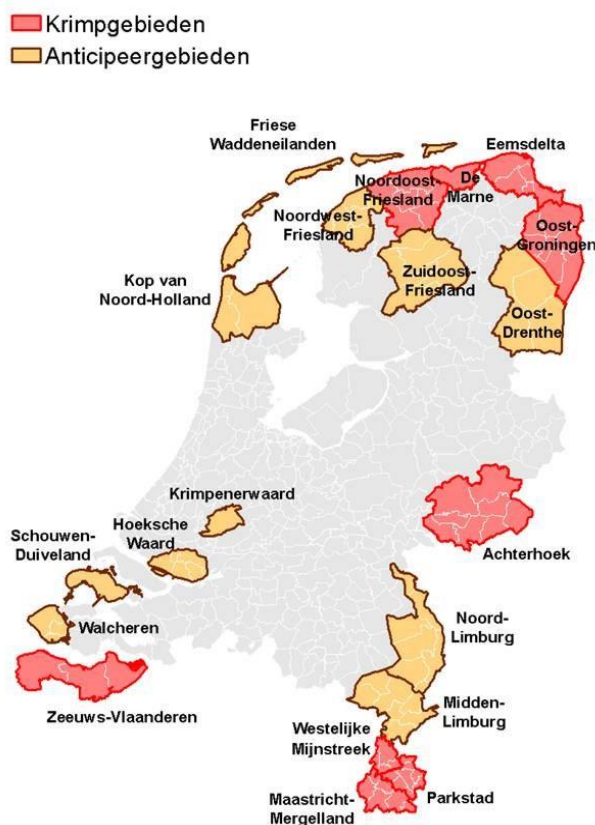 Krimpgebieden
Anticipeergebieden
Friese
Waddeneilanden
Eemsdelta
Noordoost-
Friesland
De
Marne
Noordwest-
Friesland
Oost-
Groningen
Zuidoost-
Friesland
Kop van
Noord-Holland
Oost-
Drenthe
Krimpenerwaard
Hoeksche
Waard
Schouwen-
Duiveland
Achterhoek
Walcheren
Noord-
Limburg
Zeeuws-Vlaanderen
Midden-
Limburg
Westelijke
Mijnstreek
Maastricht-
Mergelland
Parkstad